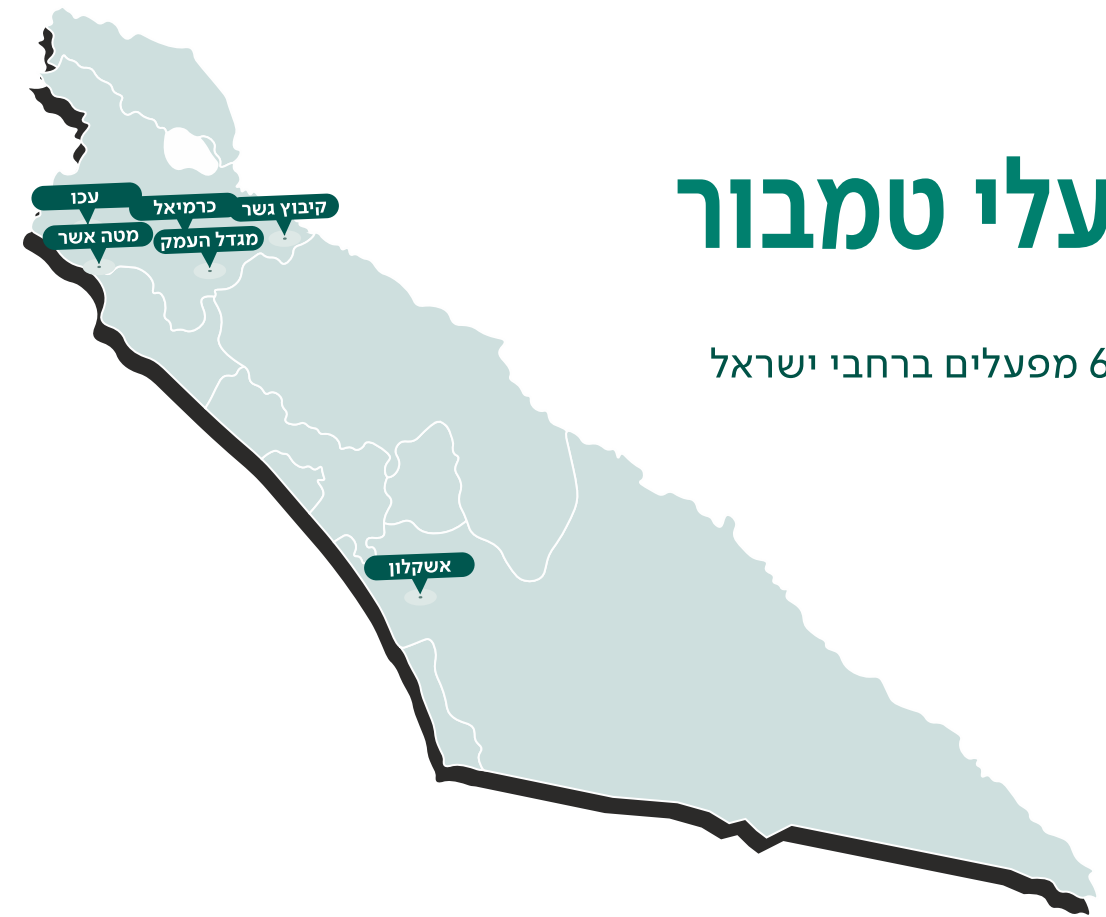 עלי טמבור
6 מפעלים ברחבי ישראל
עכו
כרמיאל
קיבוץ גשר
מטה אשר
מגדל העמק
אשקלון